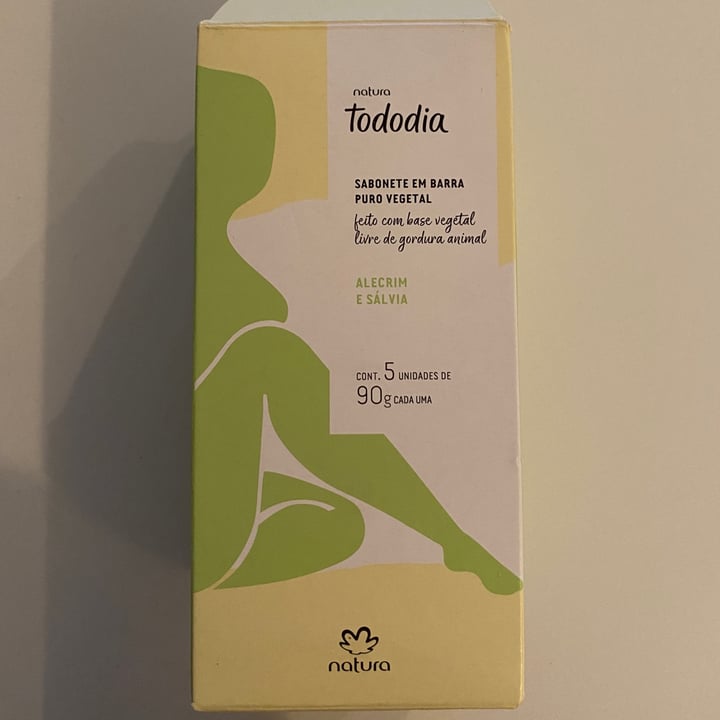 natura
tododia
SABONETE EM BARRA
PURO VEGETAL
feito com base vegetal
livre de gordura animal
ALECRIM
E SÁLVIA
CONT. 5 UNIDADES DE
90g CADA UMA
natura